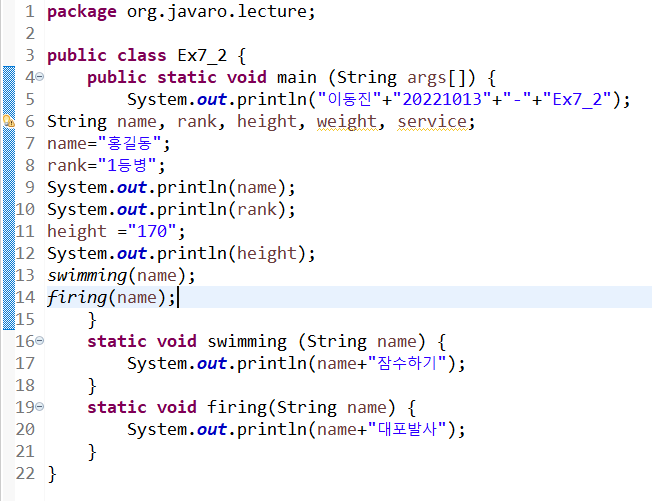 1 package org.javaro.lecture;
2
3 public class Ex7_2 {
4 public static void main (String args[]) {
5 System.out.println("이동진"+"20221013"+"-"+"Ex7_2");
6 String name, rank, height, weight, service;
7 name="홍길동";
8 rank="1등병";
9 System.out.println(name);
10 System.out.println(rank);
11 height ="170";
12 System.out.println(height);
13 swimming(name);
14 firing(name);
15 }
16 static void swimming (String name) {
17 System.out.println(name+"잠수하기");
18 }
19 static void firing(String name) {
20 System.out.println(name+"대포발사");
21 }
22 }